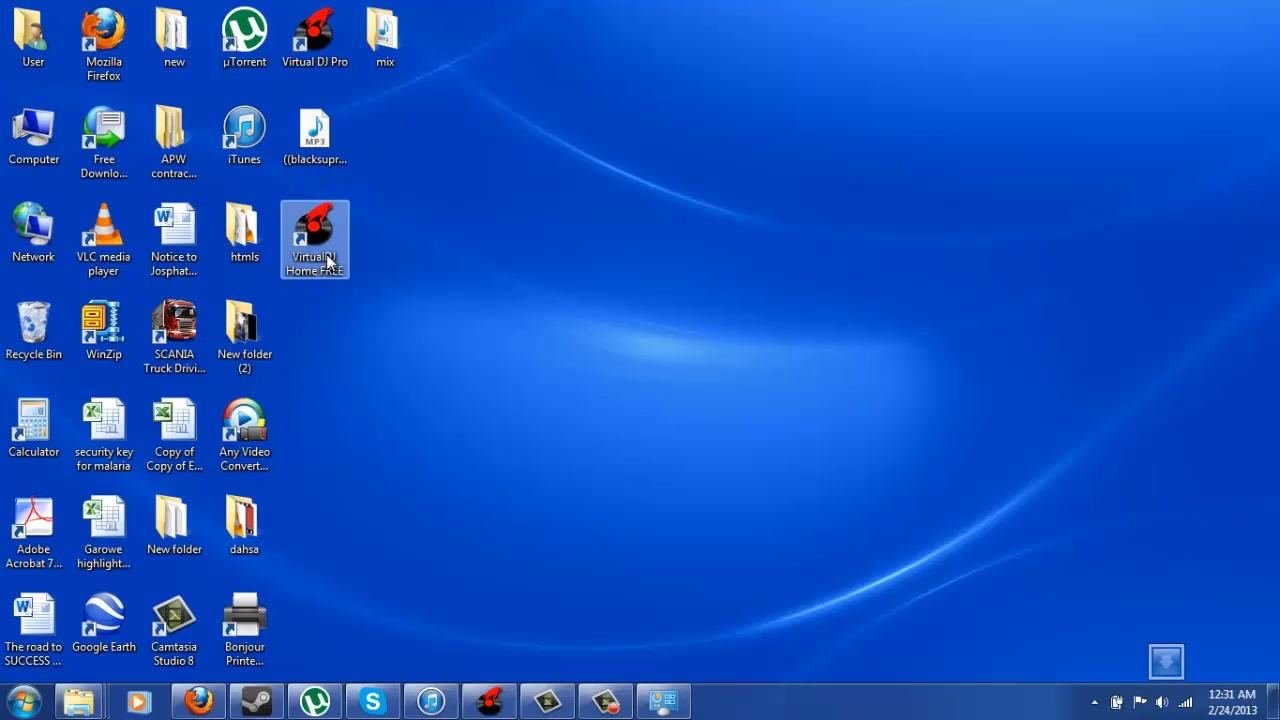 User
Mozilla
Firefox
new
µTorrent
Virtual DJ Pro
mix
Computer
Free
Downlo...
APW
contrac...
iTunes
MP3
((blacksupr...
Network
VLC media
player
Notice to
Josphat...
htmls
VirtualDJ
Home FREE
Recycle Bin
WinZip
SCANIA
Truck Drivi...
New folder
(2)
Calculator
security key
for malaria
Copy of
Copy of E...
Any Video
Convert...
Adobe
Acrobat 7...
Garowe
highlight...
New folder
dahsa
The road to
SUCCESS ...
Google Earth
Camtasia
Studio 8
Bonjour
Printe...
12:31 AM
2/24/2013